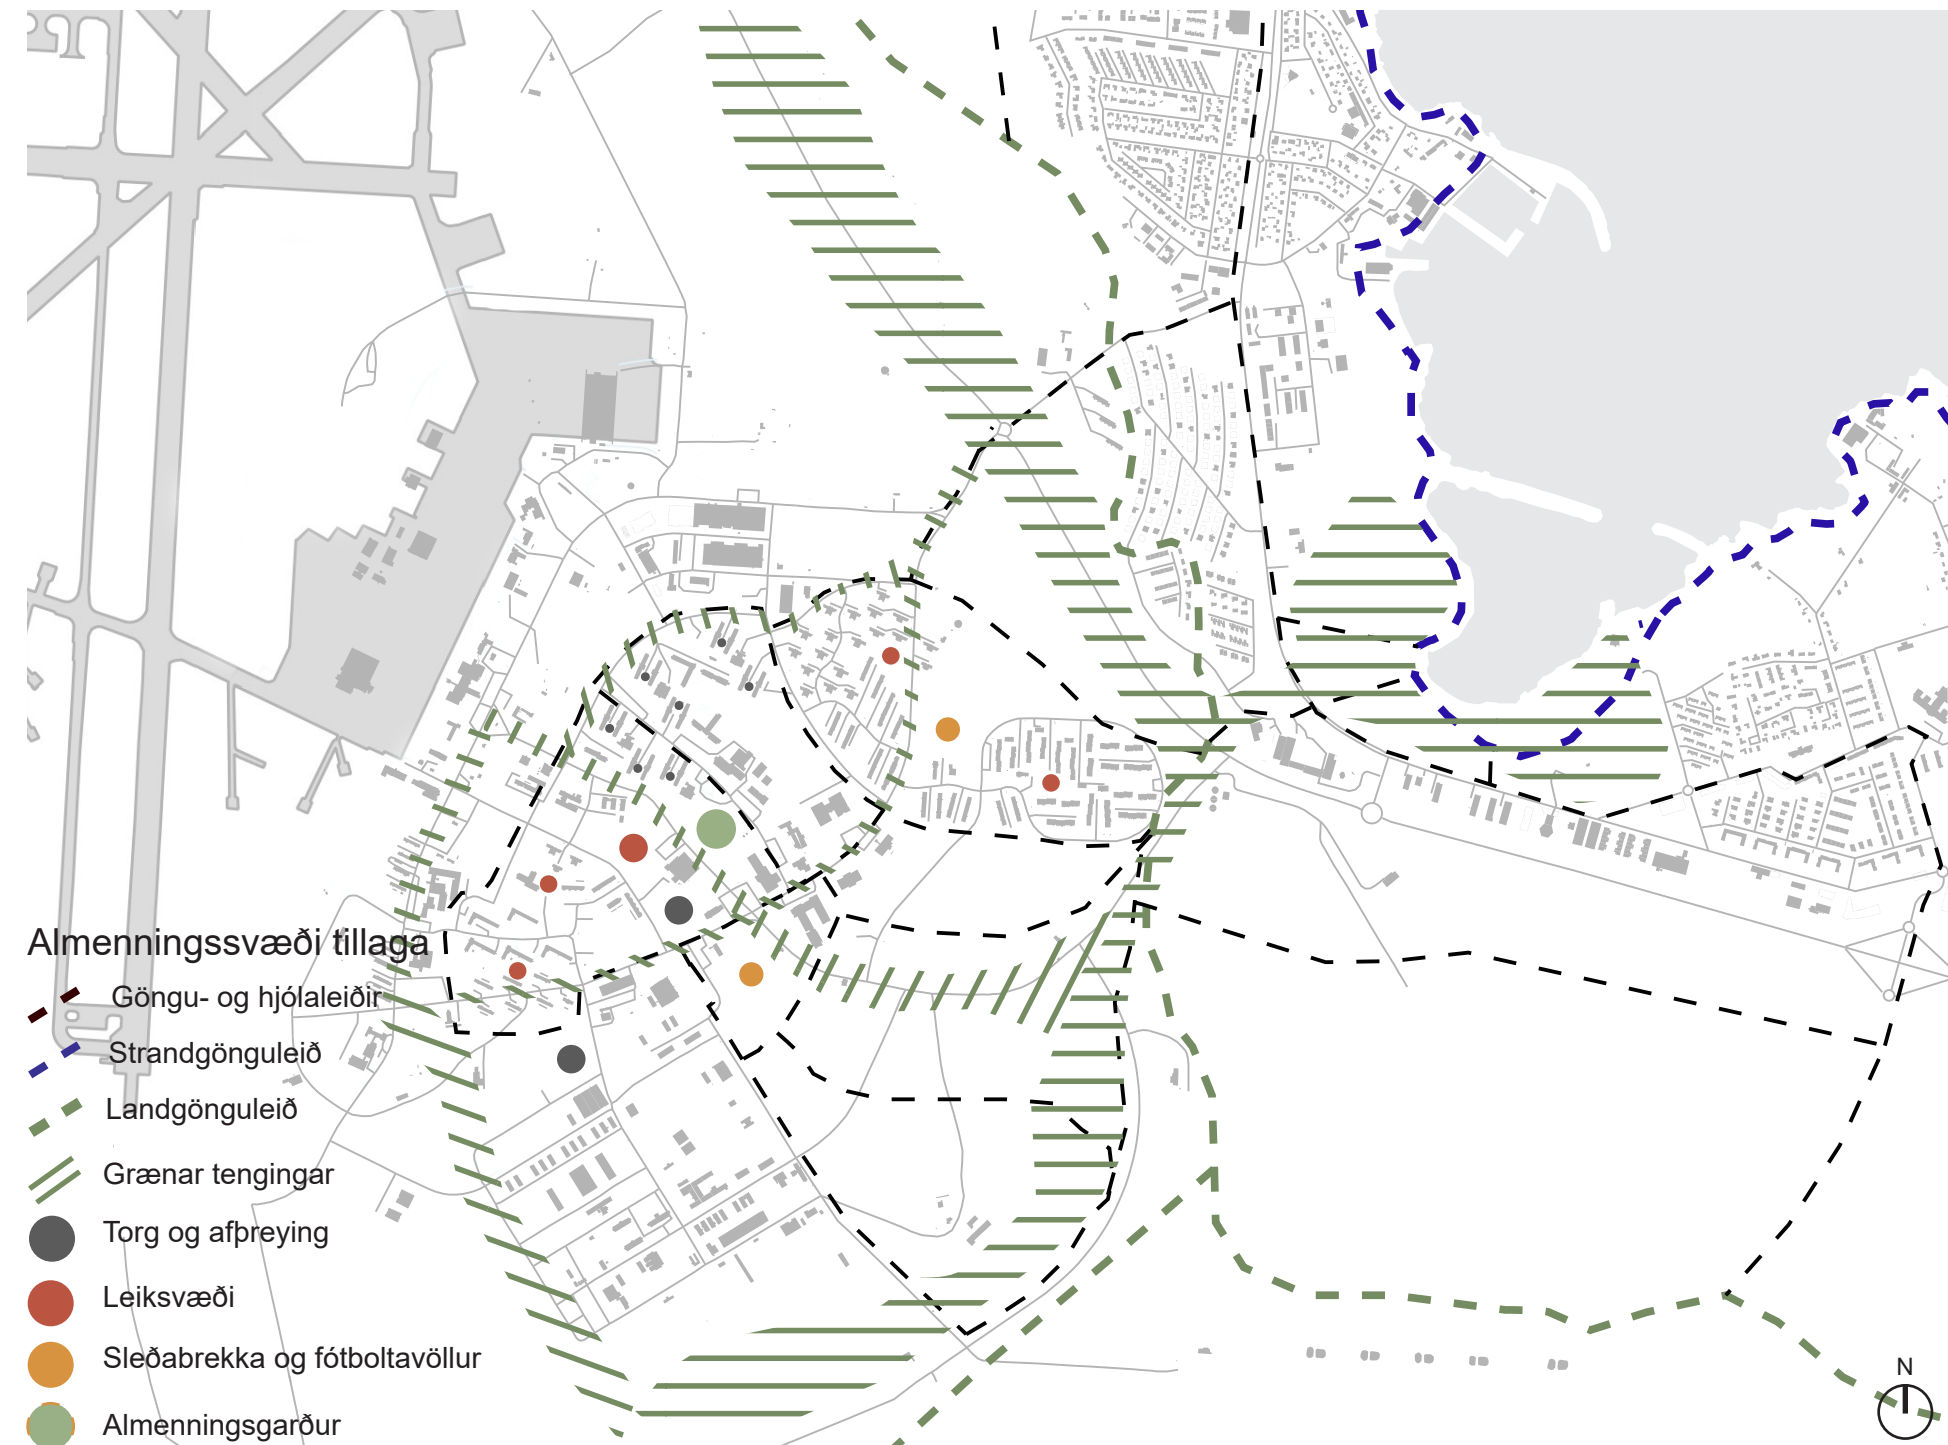 Almenningssvæði tillaga
Göngu- og hjólaleiðir
Strandgönguleið
Landgönguleið
Grænar tengingar
Torg og afþreying
Leiksvæði
Sleðabrekka og fótboltavöllur
Almenningsgarður
N